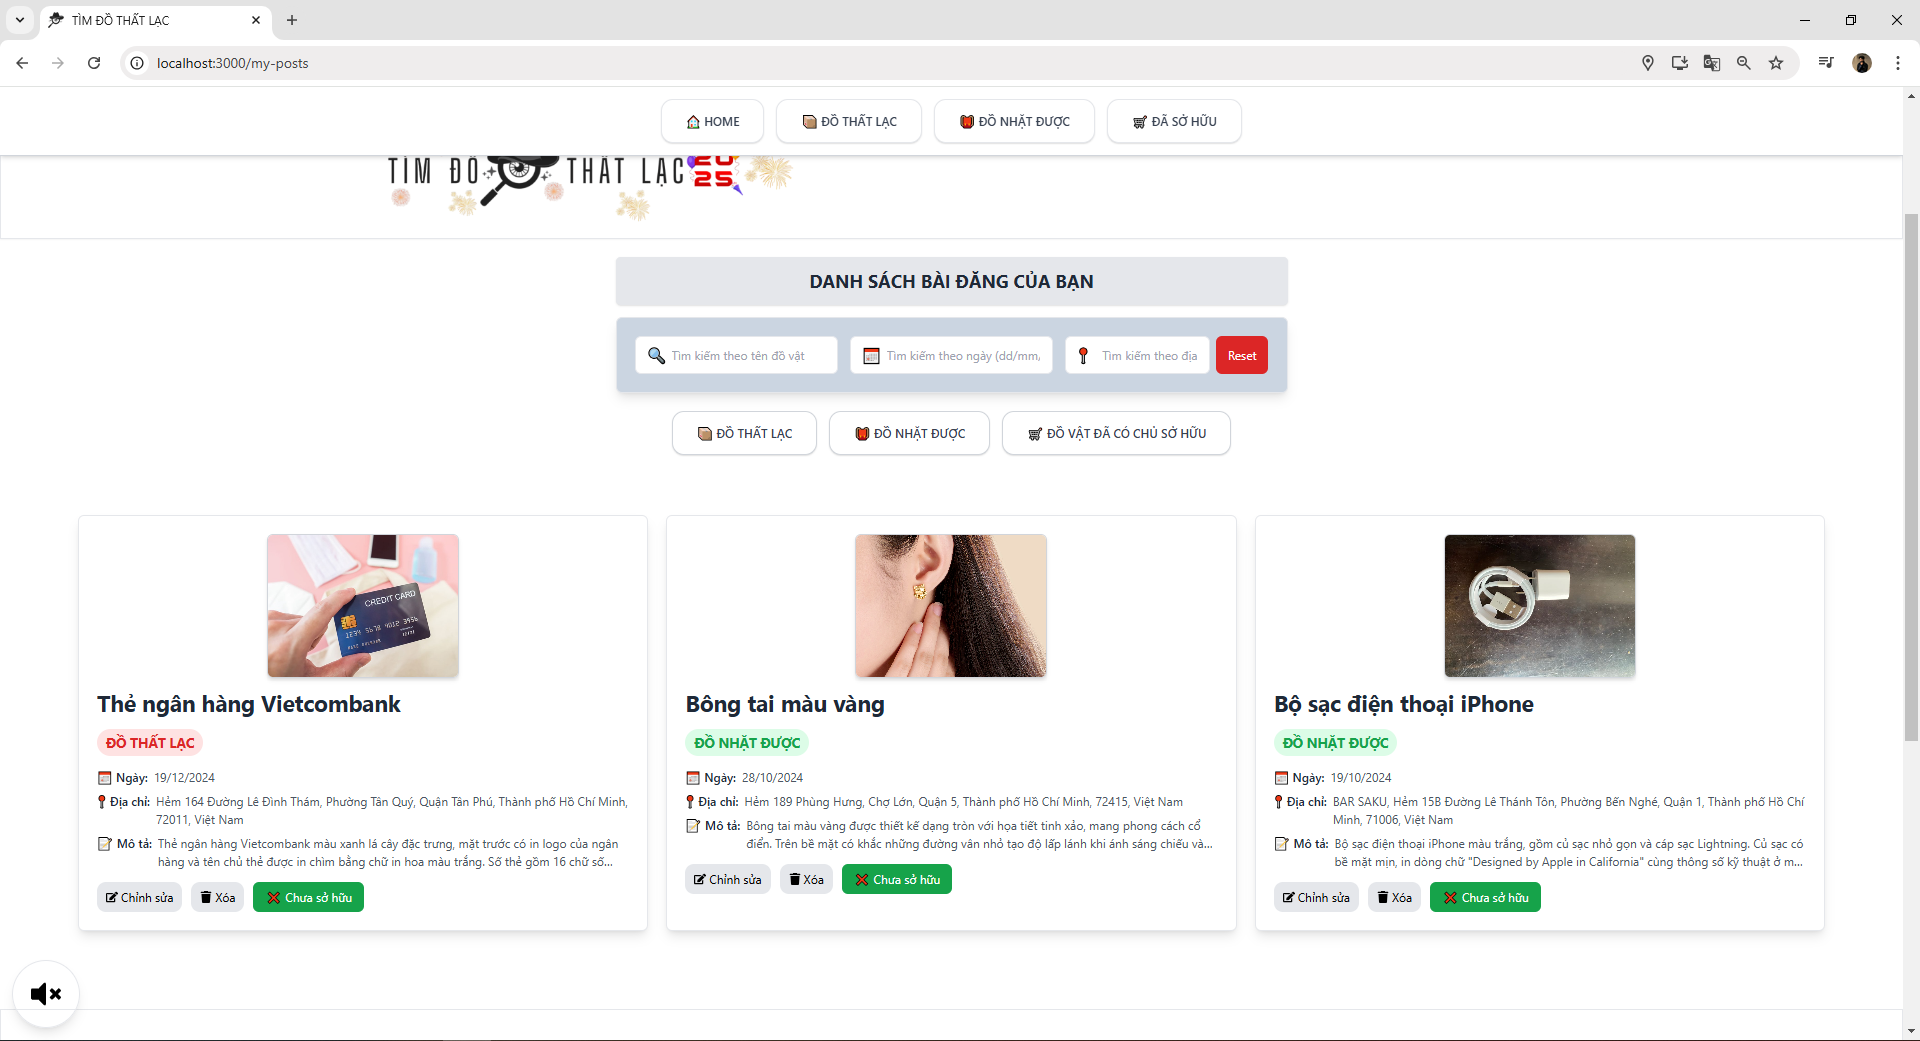 TÌM ĐỒ THẤT LẠC
localhost:3000/my-posts
HOME
ĐỒ THẤT LẠC
ĐỒ NHẶT ĐƯỢC
ĐÃ SỞ HỮU
TÌM ĐỒ THẤT LẠC 2025
DANH SÁCH BÀI ĐĂNG CỦA BẠN
Tìm kiếm theo tên đồ vật
Tìm kiếm theo ngày (dd/mm/
Tìm kiếm theo địa
Reset
ĐỒ THẤT LẠC
ĐỒ NHẶT ĐƯỢC
ĐỒ VẬT ĐÃ CÓ CHỦ SỞ HỮU
CREDIT CARD
Thẻ ngân hàng Vietcombank
ĐỒ THẤT LẠC
Ngày: 19/12/2024
Địa chỉ: Hẻm 164 Đường Lê Đình Thám, Phường Tân Quý, Quận Tân Phú, Thành phố Hồ Chí Minh,
72011, Việt Nam
Mô tả: Thẻ ngân hàng Vietcombank màu xanh lá cây đặc trưng, mặt trước có in logo của ngân
hàng và tên chủ thẻ được in chìm bằng chữ in hoa màu trắng. Số thẻ gồm 16 chữ số...
Chỉnh sửa
Xóa
Chưa sở hữu
Bông tai màu vàng
ĐỒ NHẶT ĐƯỢC
Ngày: 28/10/2024
Địa chỉ: Hẻm 189 Phùng Hưng, Chợ Lớn, Quận 5, Thành phố Hồ Chí Minh, 72415, Việt Nam
Mô tả: Bông tai màu vàng được thiết kế dạng tròn với họa tiết tinh xảo, mang phong cách cổ
điển. Trên bề mặt có khắc những đường vân nhỏ tạo độ lấp lánh khi ánh sáng chiếu và...
Chỉnh sửa
Xóa
Chưa sở hữu
Bộ sạc điện thoại iPhone
ĐỒ NHẶT ĐƯỢC
Ngày: 19/10/2024
Địa chỉ: BAR SAKU, Hẻm 15B Đường Lê Thánh Tôn, Phường Bến Nghé, Quận 1, Thành phố Hồ Chí
Minh, 71006, Việt Nam
Mô tả: Bộ sạc điện thoại iPhone màu trắng, gồm củ sạc nhỏ gọn và cáp sạc Lightning. Củ sạc có
bề mặt mịn, in dòng chữ "Designed by Apple in California" cùng thông số kỹ thuật ở m...
Chỉnh sửa
Xóa
Chưa sở hữu